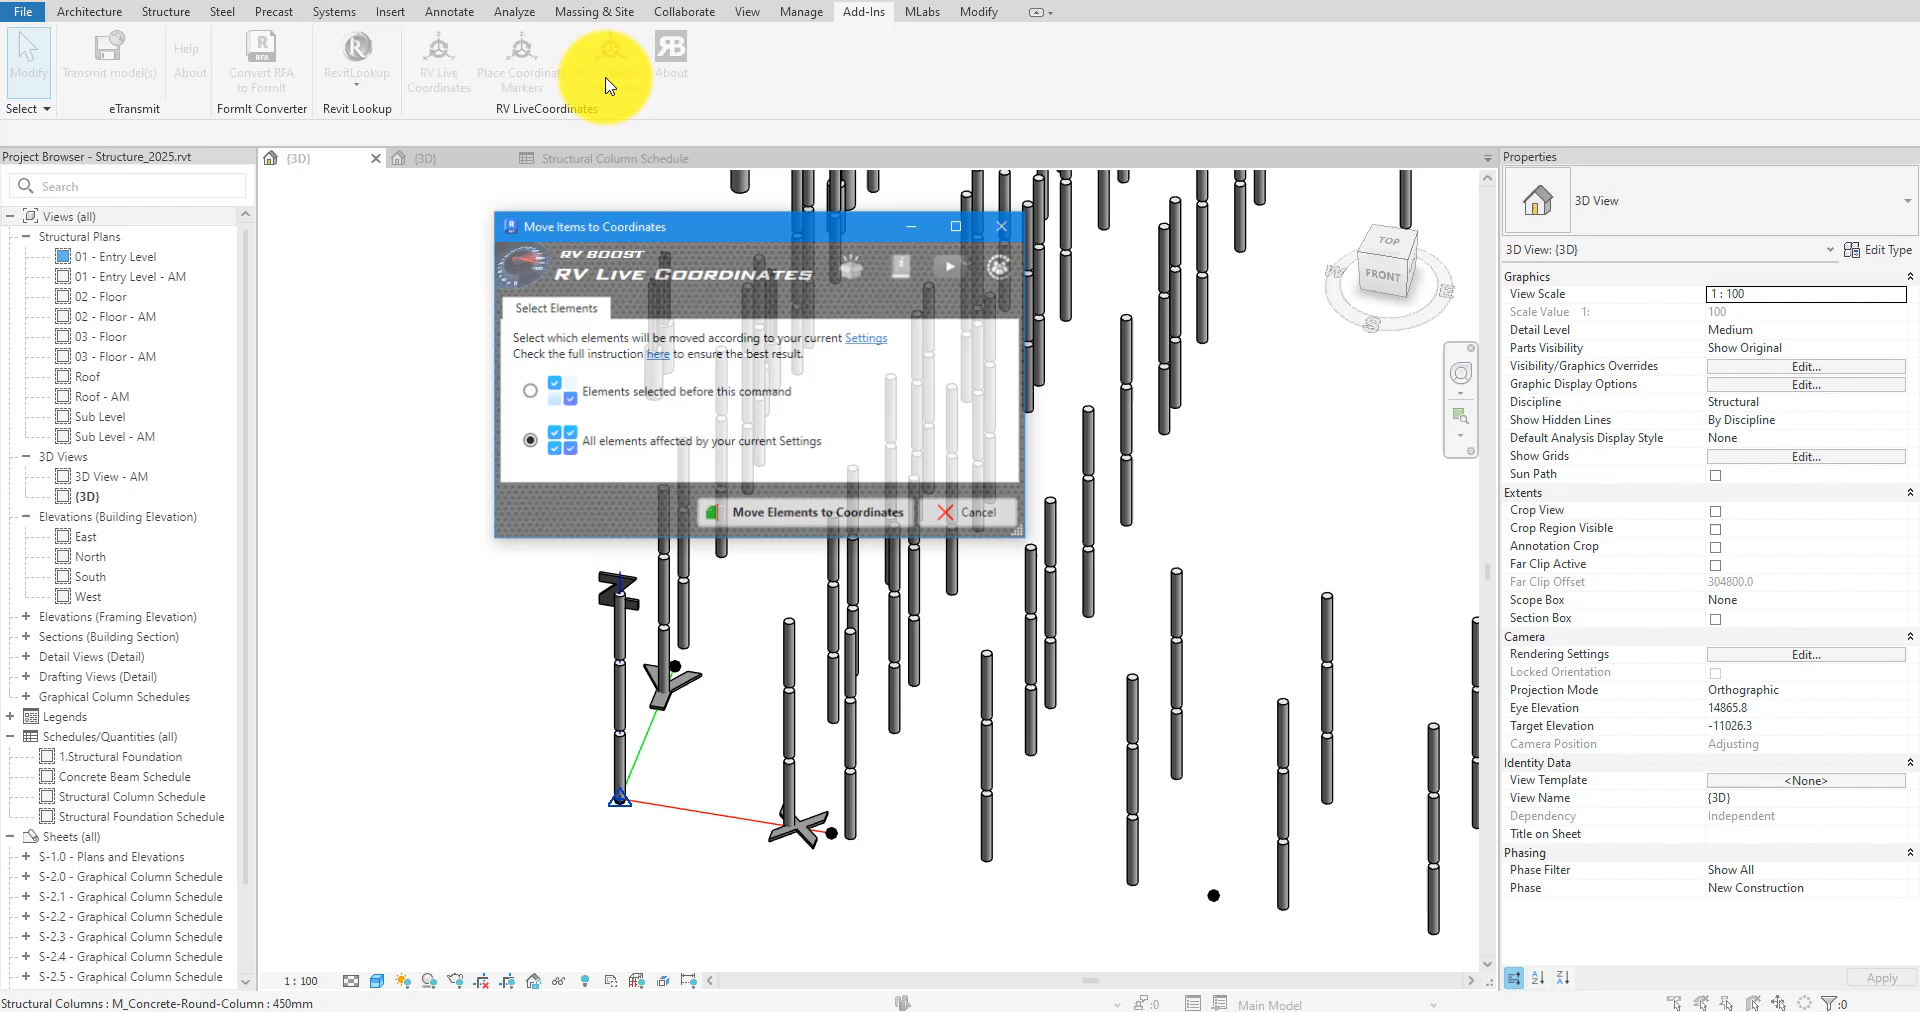 File Architecture Structure Steel Precast Systems Insert Annotate Analyze Massing & Site Collaborate View Manage Add-Ins MLabs Modify
Modify
Transmit model(s)
Help
About
Convert RFA
to FormIt
RevitLookup
RV Live
Coordinates
Place Coordinate
Markers
About
Select
eTransmit
FormIt Converter
Revit Lookup
RV LiveCoordinates
Project Browser - Structure_2025.rvt
Search
Views (all)
Structural Plans
01 - Entry Level
01 - Entry Level - AM
02 - Floor
02 - Floor - AM
03 - Floor
03 - Floor - AM
Roof
Roof - AM
Sub Level
Sub Level - AM
3D Views
3D View - AM
{3D}
Elevations (Building Elevation)
East
North
South
West
Elevations (Framing Elevation)
Sections (Building Section)
Detail Views (Detail)
Drafting Views (Detail)
Graphical Column Schedules
Legends
Schedules/Quantities (all)
1.Structural Foundation
Concrete Beam Schedule
Structural Column Schedule
Structural Foundation Schedule
Sheets (all)
S-1.0 - Plans and Elevations
S-2.0 - Graphical Column Schedule
S-2.1 - Graphical Column Schedule
S-2.2 - Graphical Column Schedule
S-2.3 - Graphical Column Schedule
S-2.4 - Graphical Column Schedule
S-2.5 - Graphical Column Schedule
{3D}
{3D}
Structural Column Schedule
Move Items to Coordinates
RV BOOST
RV LIVE COORDINATES
Select Elements
Select which elements will be moved according to your current Settings
Check the full instruction here to ensure the best result.
Elements selected before this command
All elements affected by your current Settings
Move Elements to Coordinates
Cancel
TOP
FRONT
W
S
E
Z
Y
X
1 : 100
Properties
3D View
3D View: {3D}
Edit Type
Graphics
View Scale 1 : 100
Scale Value 1: 100
Detail Level Medium
Parts Visibility Show Original
Visibility/Graphics Overrides Edit...
Graphic Display Options Edit...
Discipline Structural
Show Hidden Lines By Discipline
Default Analysis Display Style None
Show Grids Edit...
Sun Path
Extents
Crop View
Crop Region Visible
Annotation Crop
Far Clip Active
Far Clip Offset 304800.0
Scope Box None
Section Box
Camera
Rendering Settings Edit...
Locked Orientation
Projection Mode Orthographic
Eye Elevation 14865.8
Target Elevation -11026.3
Camera Position Adjusting
Identity Data
View Template <None>
View Name {3D}
Dependency Independent
Title on Sheet
Phasing
Phase Filter Show All
Phase New Construction
Apply
Structural Columns : M_Concrete-Round-Column : 450mm
:0
Main Model
:0